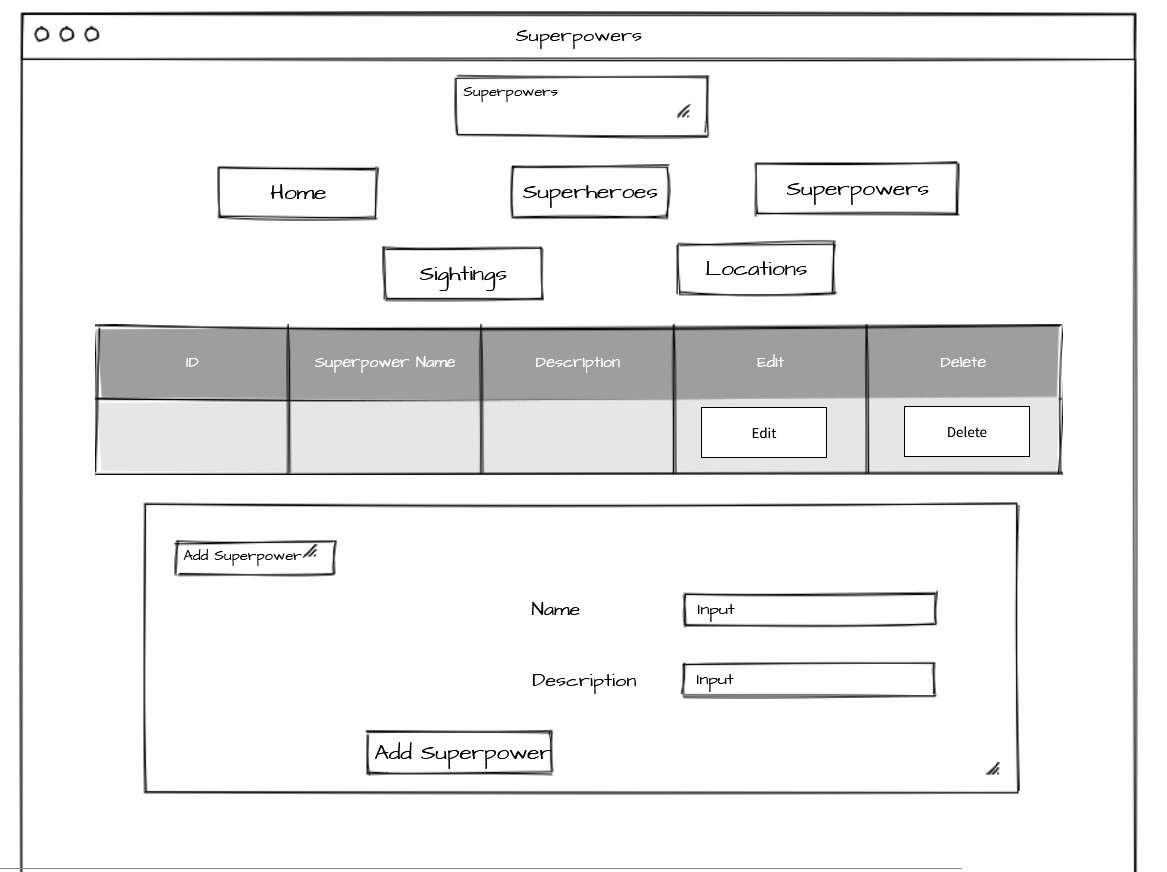 Superpowers
Superpowers
Home
Superheroes
Superpowers
Sightings
Locations
ID
Superpower Name
Description
Edit
Delete
Edit
Delete
Add Superpower
Name
Input
Description
Input
Add Superpower